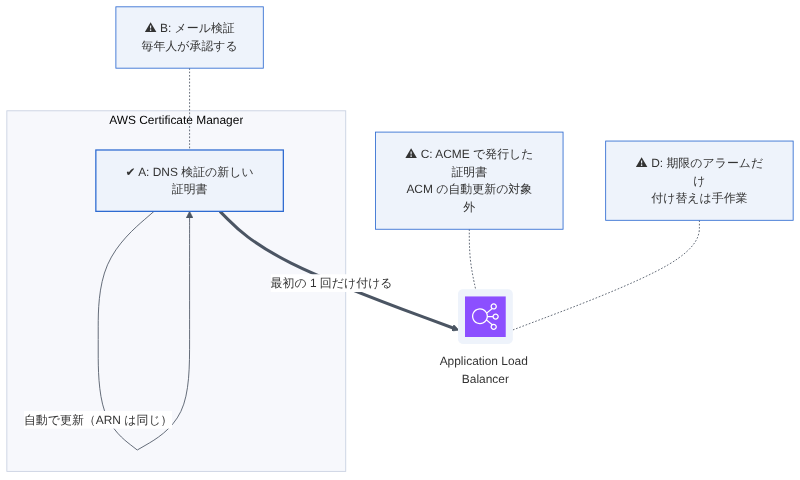 ⚠ B: メール検証
毎年人が承認する
AWS Certificate Manager
✔ A: DNS 検証の新しい
証明書
⚠ C: ACME で発行した
証明書
ACM の自動更新の対象
外
⚠ D: 期限のアラームだ
け
付け替えは手作業
最初の 1 回だけ付ける
Application Load
Balancer
自動で更新（ARN は同じ）